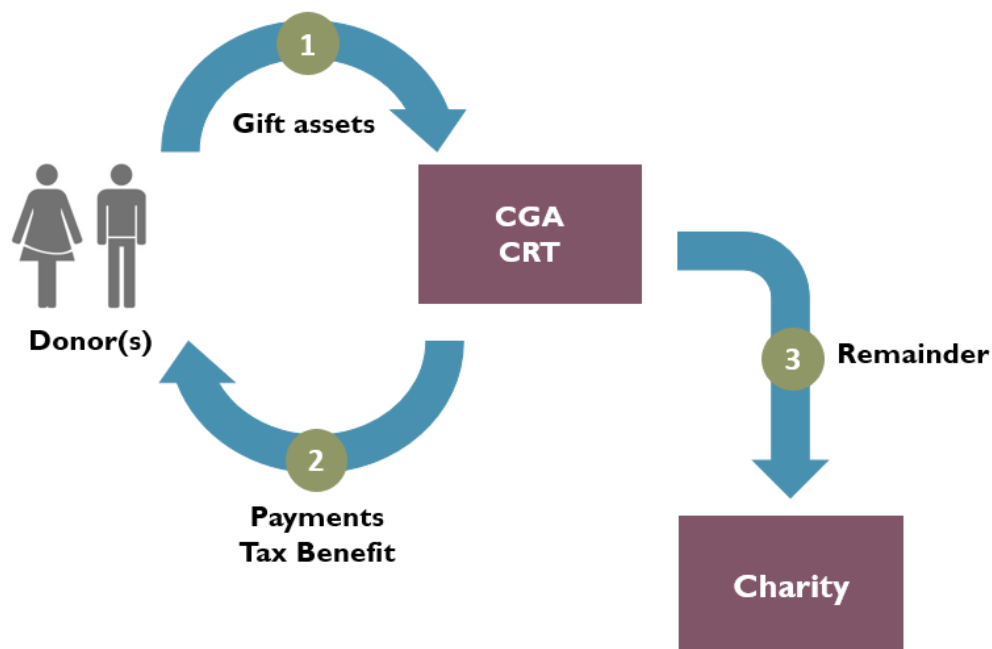 1
Gift assets
CGA
CRT
Donor(s)
2
Payments
Tax Benefit
3
Remainder
Charity